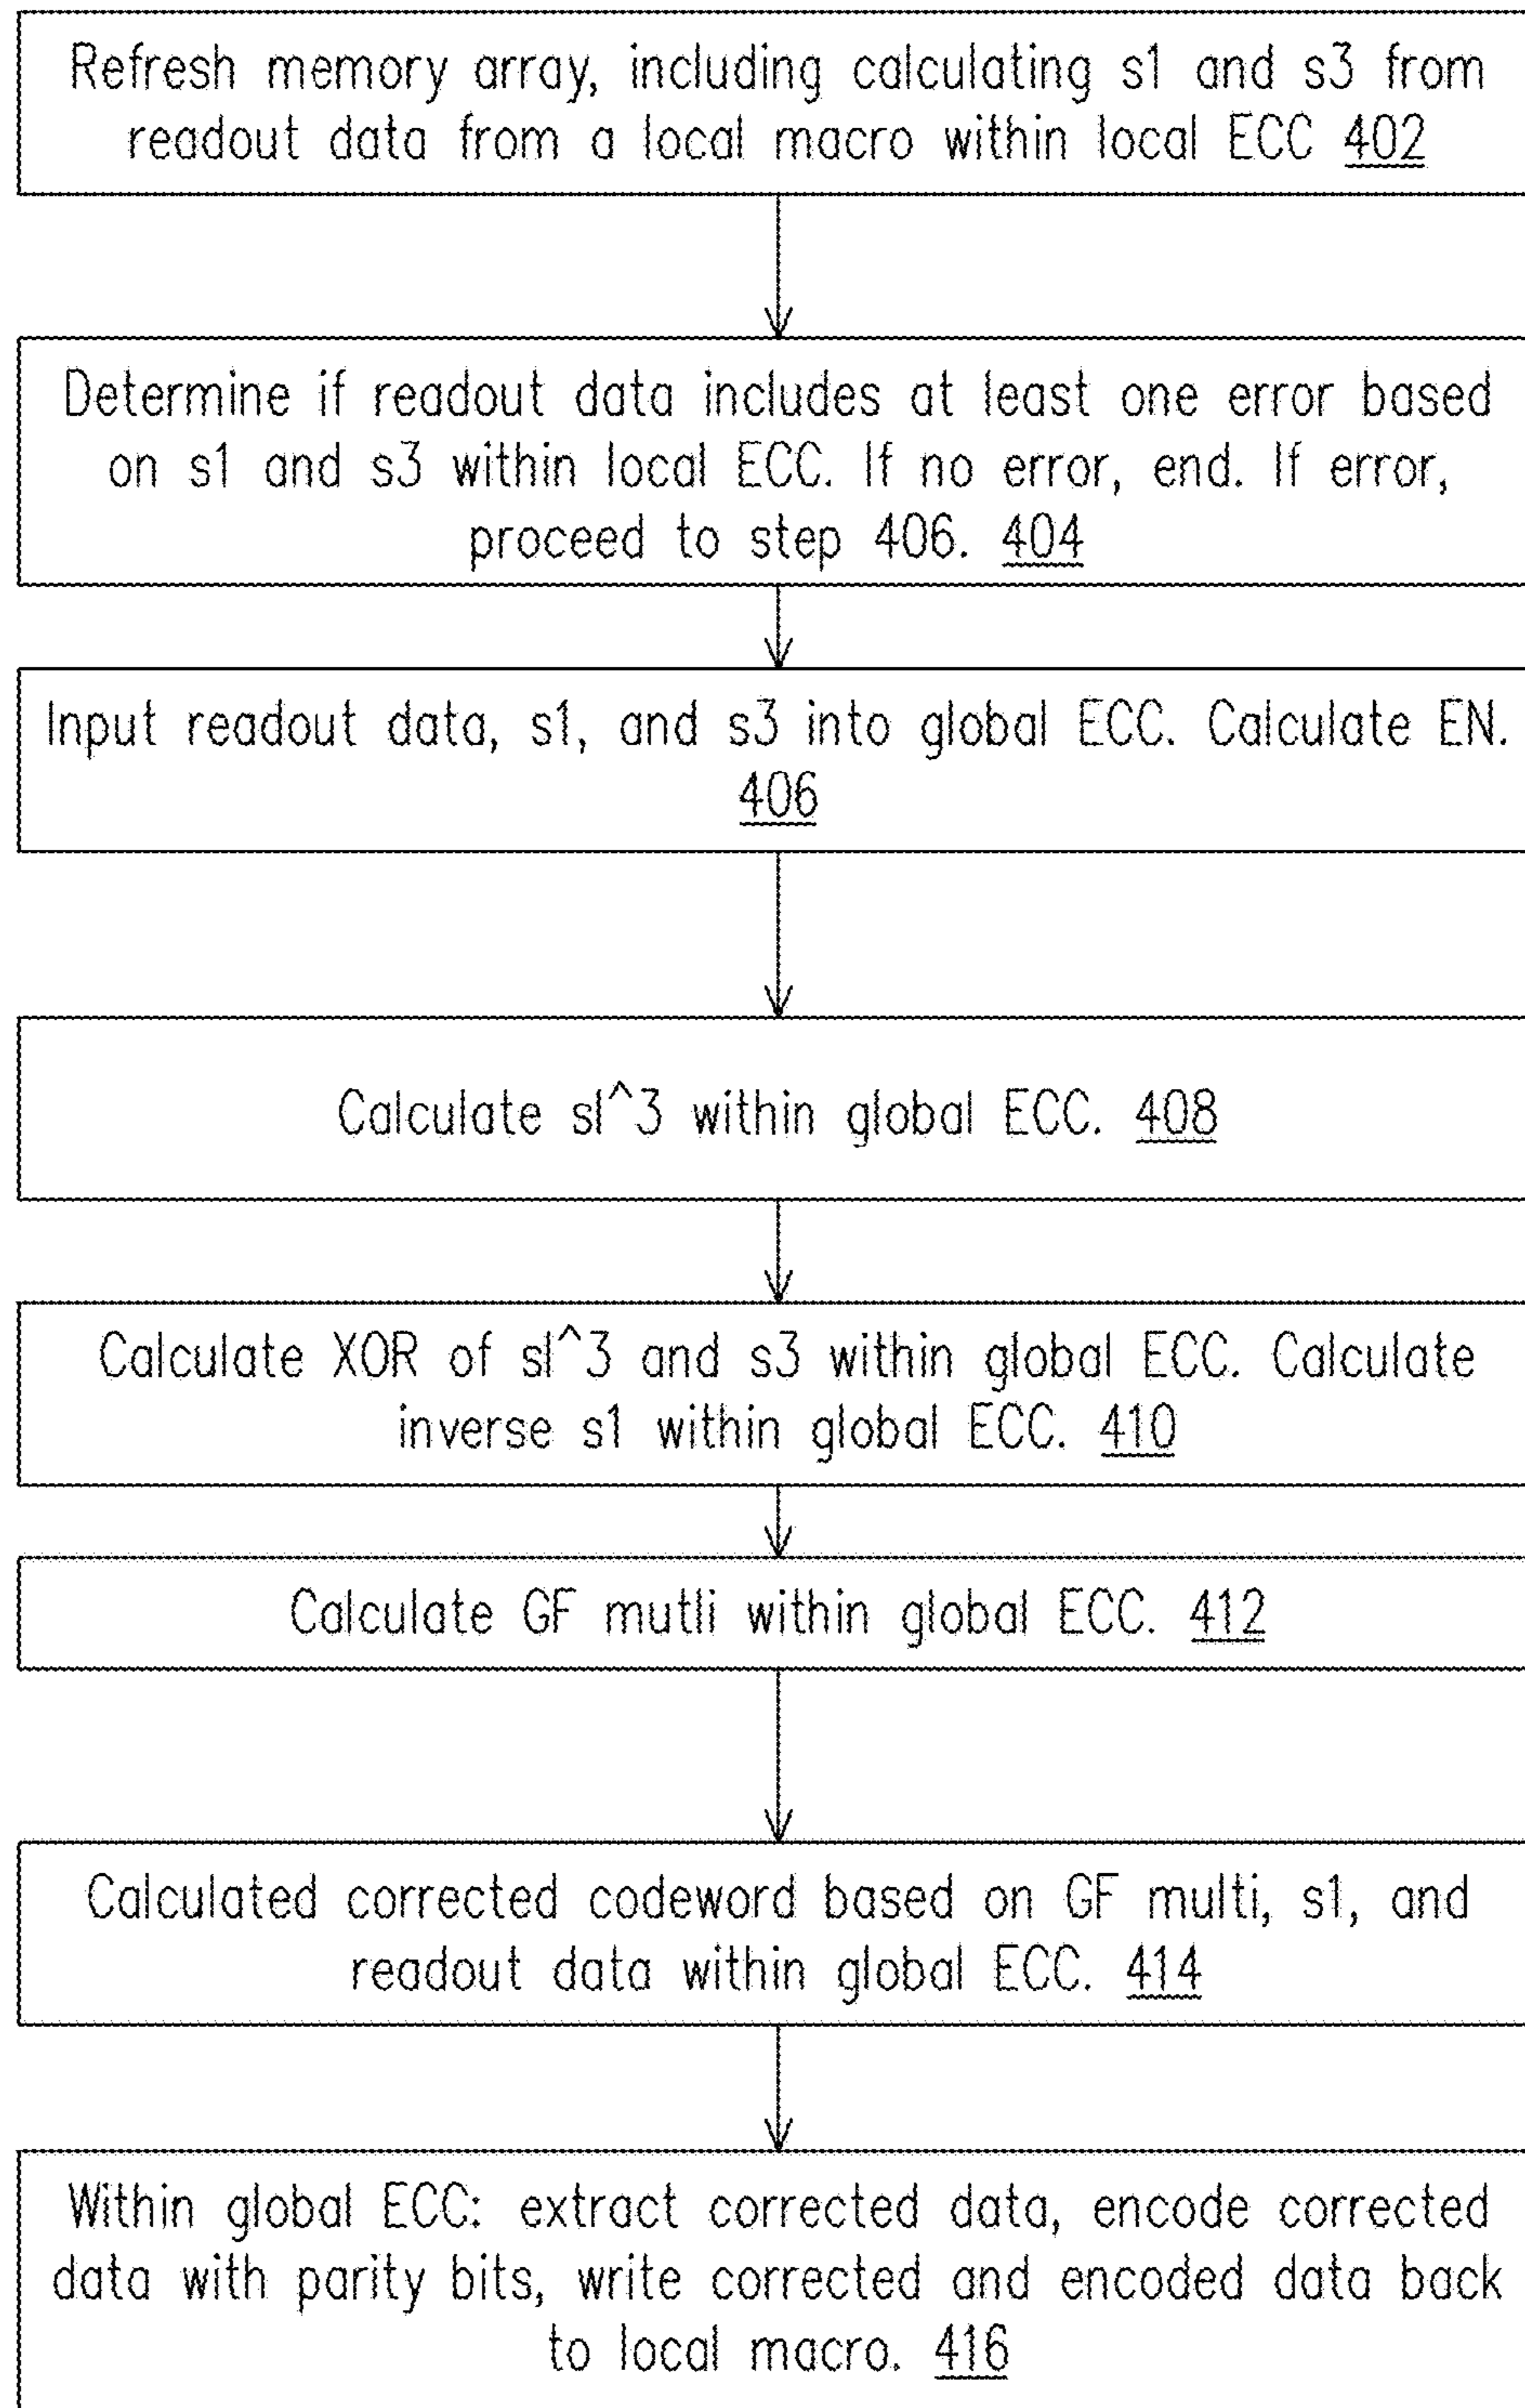 Refresh memory array, including calculating s1 and s3 from
readout data from a local macro within local ECC 402
Determine if readout data includes at least one error based
on s1 and s3 within local ECC. If no error, end. If error,
proceed to step 406. 404
Input readout data, s1, and s3 into global ECC. Calculate EN.
406
Calculate sl^3 within global ECC. 408
Calculate XOR of sl^3 and s3 within global ECC. Calculate
inverse s1 within global ECC. 410
Calculate GF mutli within global ECC. 412
Calculated corrected codeword based on GF multi, s1, and
readout data within global ECC. 414
Within global ECC: extract corrected data, encode corrected
data with parity bits, write corrected and encoded data back
to local macro. 416